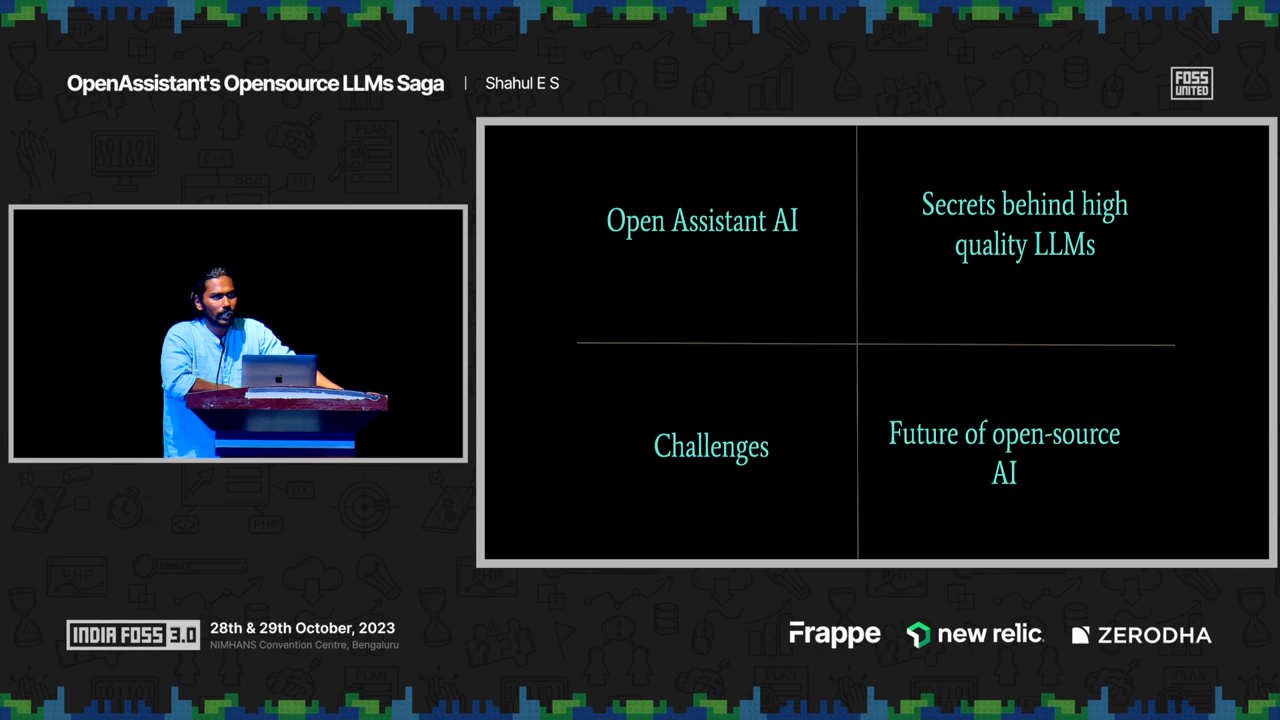 OpenAssistant's Opensource LLMs Saga | Shahul E S
FOSS
UNITED
Open Assistant AI
Secrets behind high
quality LLMs
Challenges
Future of open-source
AI
INDIA FOSS 3.0
28th & 29th October, 2023
NIMHANS Convention Centre, Bengaluru
Frappe
new relic
ZERODHA